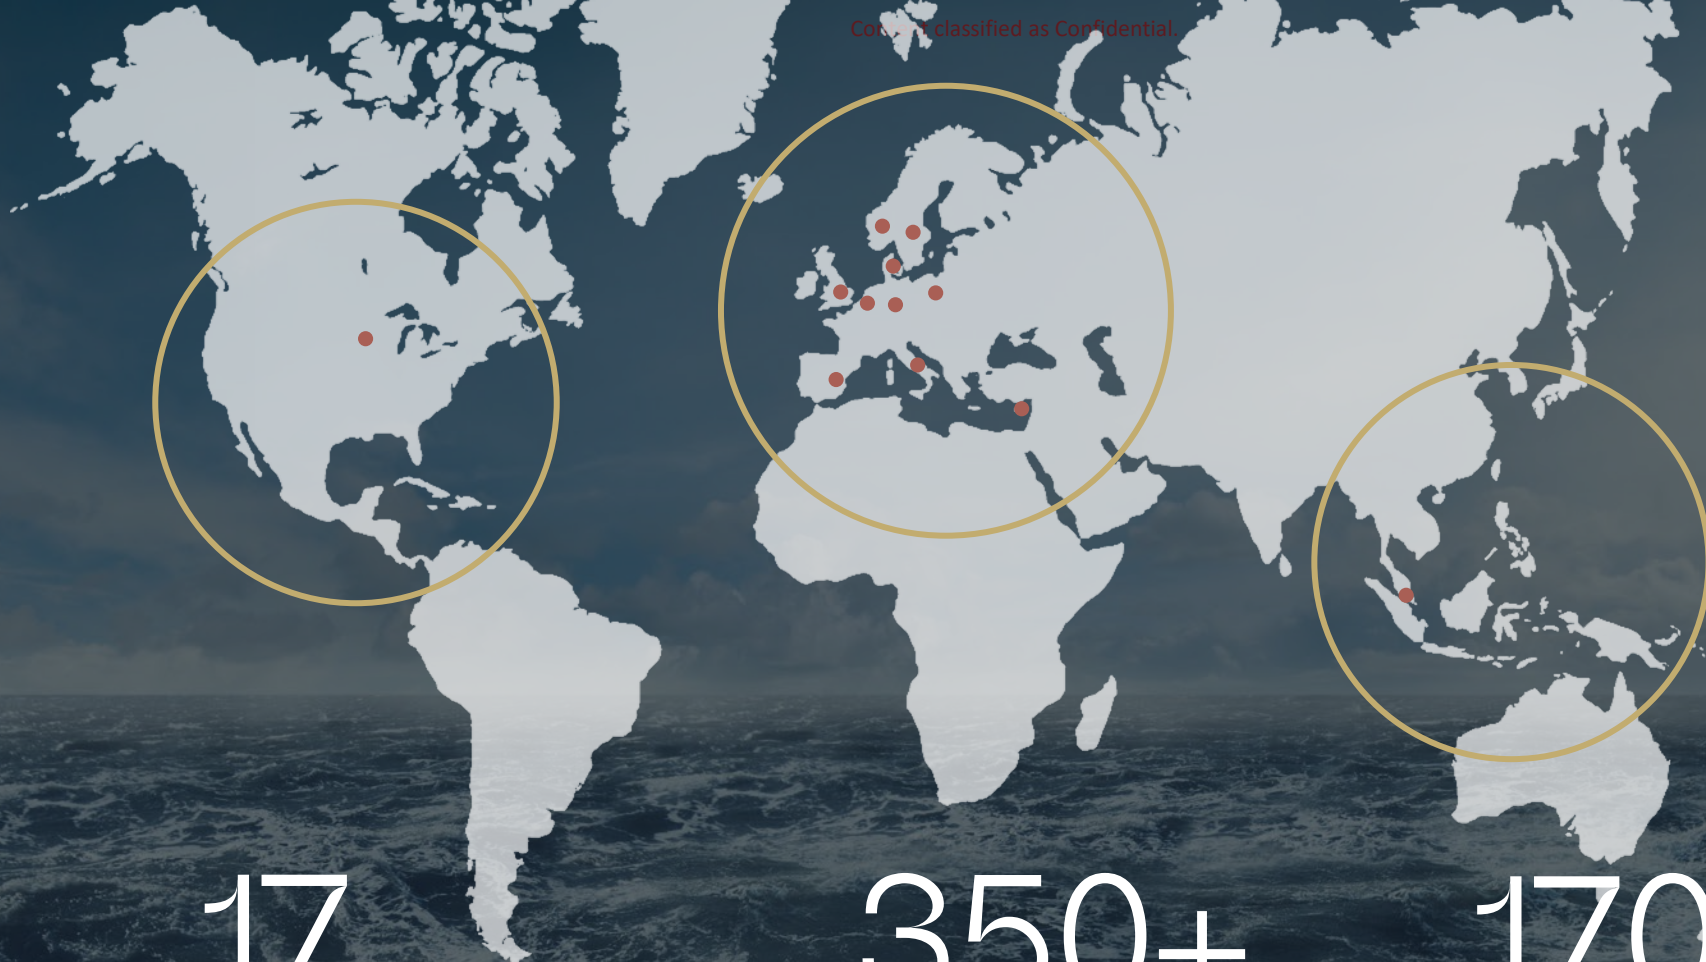 Content classified as Confidential.
17
350+
170